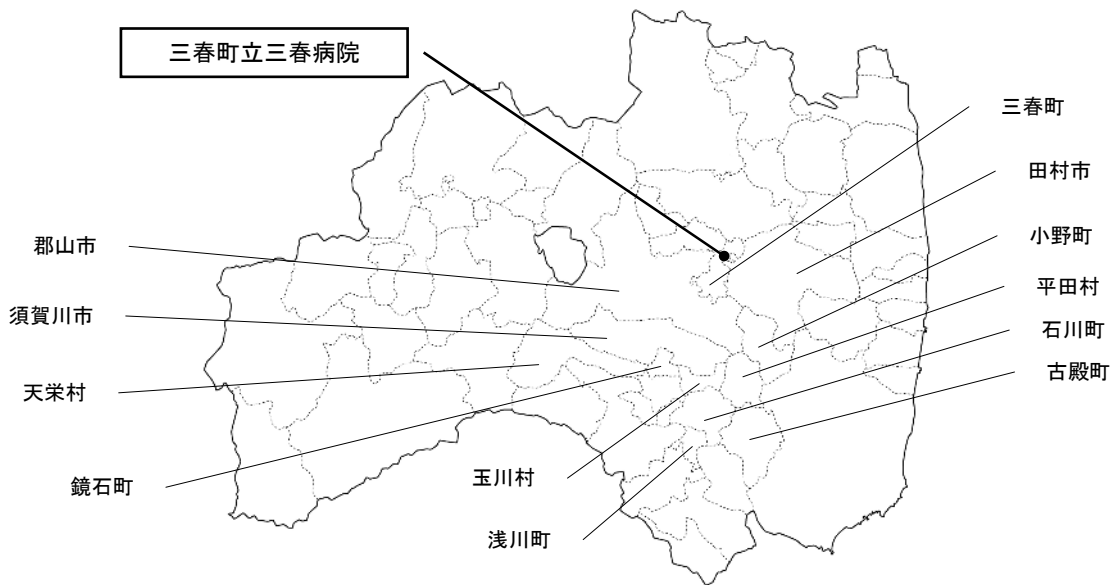 三春町立三春病院
三春町
田村市
小野町
平田村
石川町
古殿町
郡山市
須賀川市
天栄村
鏡石町
玉川村
浅川町